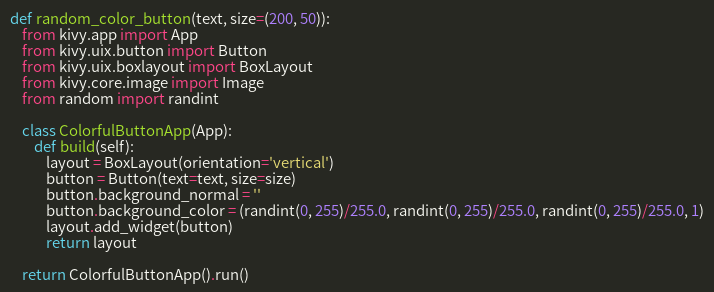 def random_color_button(text, size=(200, 50)):
    from kivy.app import App
    from kivy.uix.button import Button
    from kivy.uix.boxlayout import BoxLayout
    from kivy.core.image import Image
    from random import randint

    class ColorfulButtonApp(App):
        def build(self):
            layout = BoxLayout(orientation='vertical')
            button = Button(text=text, size=size)
            button.background_normal = ''
            button.background_color = (randint(0, 255)/255.0, randint(0, 255)/255.0, randint(0, 255)/255.0, 1)
            layout.add_widget(button)
            return layout

    return ColorfulButtonApp().run()